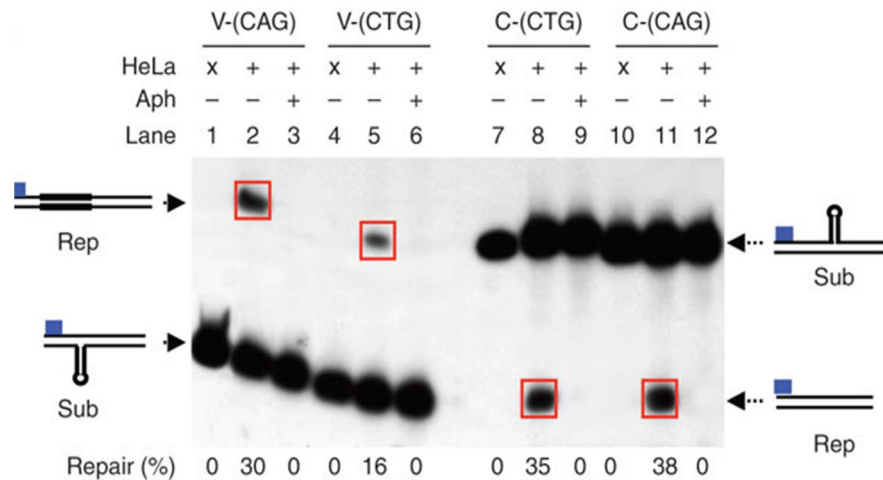 V-(CAG) V-(CTG) C-(CTG) C-(CAG)
HeLa x + + x + + x + + x + +
Aph − − + − − + − − + − − +
Lane 1 2 3 4 5 6 7 8 9 10 11 12
Rep
Sub
Sub
Rep
Repair (%) 0 30 0 0 16 0 0 35 0 0 38 0